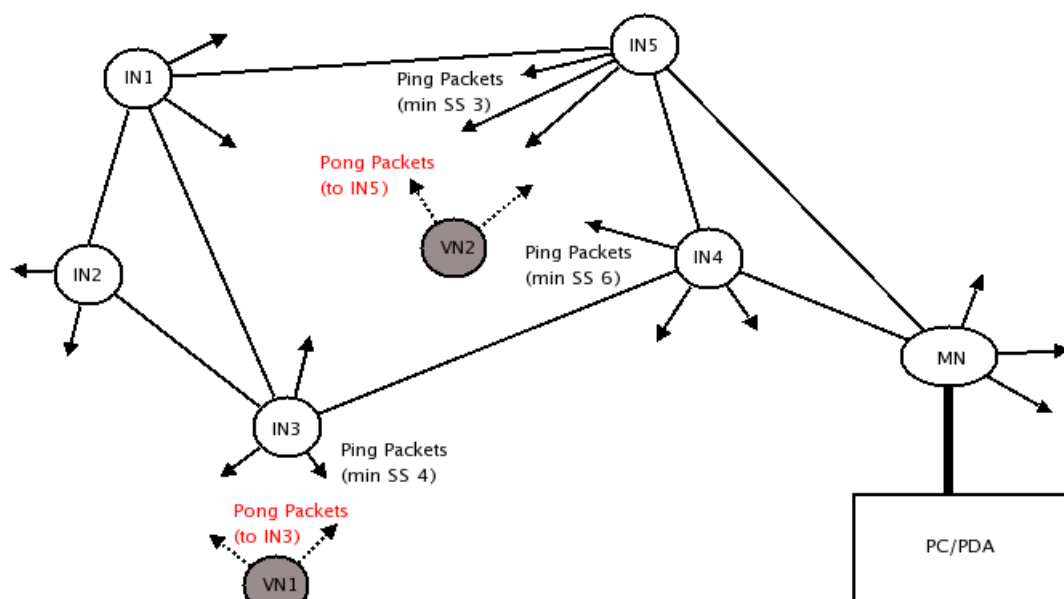 IN5
IN1
Ping Packets
(min SS 3)
Pong Packets
(to IN5)
VN2
Ping Packets
(min SS 6)
IN4
IN2
MN
IN3
Ping Packets
(min SS 4)
Pong Packets
(to IN3)
VN1
PC/PDA